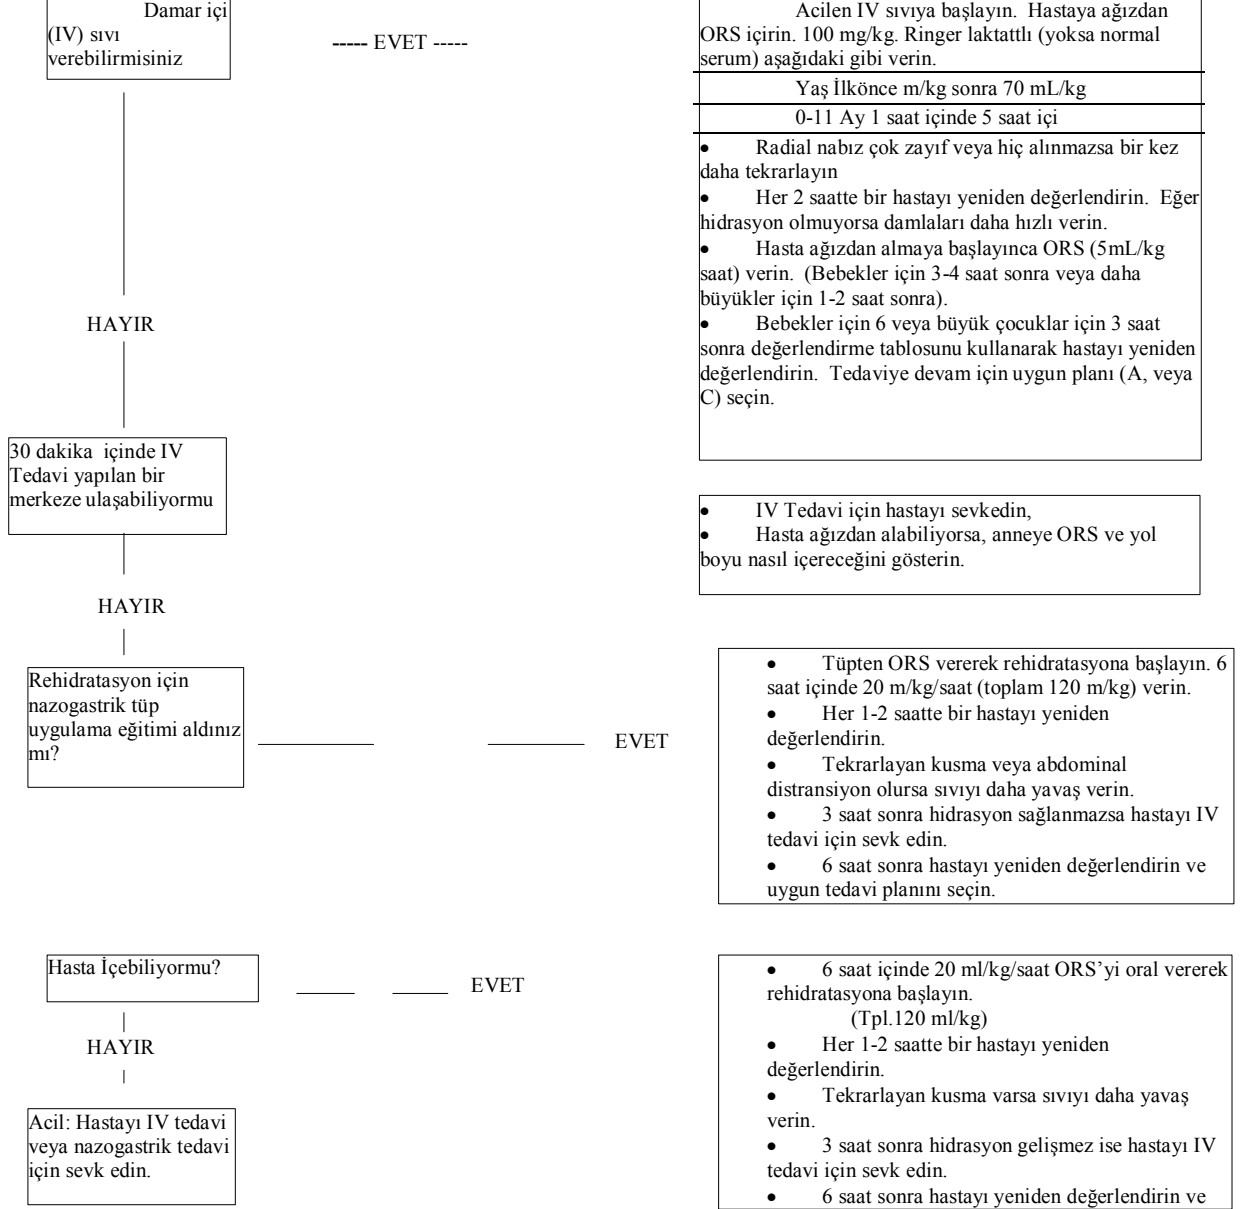 Damar içi
(IV) sıvı
verebilirmisiniz
----- EVET -----
Acilen IV sıvıya başlayın. Hastaya ağızdan
ORS içirin. 100 mg/kg. Ringer laktattlı (yoksa normal
serum) aşağıdaki gibi verin.
Yaş İlkönce m/kg sonra 70 mL/kg
0-11 Ay 1 saat içinde 5 saat içi
• Radial nabız çok zayıf veya hiç alınmazsa bir kez
daha tekrarlayın
• Her 2 saatte bir hastayı yeniden değerlendirin. Eğer
hidrasyon olmuyorsa damlaları daha hızlı verin.
• Hasta ağızdan almaya başlayınca ORS (5mL/kg
saat) verin. (Bebekler için 3-4 saat sonra veya daha
büyükler için 1-2 saat sonra).
• Bebekler için 6 veya büyük çocuklar için 3 saat
sonra değerlendirme tablosunu kullanarak hastayı yeniden
değerlendirin. Tedaviye devam için uygun planı (A, veya
C) seçin.
HAYIR
30 dakika içinde IV
Tedavi yapılan bir
merkeze ulaşabiliyormu
• IV Tedavi için hastayı sevkedin,
• Hasta ağızdan alabiliyorsa, anneye ORS ve yol
boyu nasıl içereceğini gösterin.
HAYIR
Rehidratasyon için
nazogastrik tüp
uygulama eğitimi aldınız
mı?
EVET
• Tüpten ORS vererek rehidratasyona başlayın. 6
saat içinde 20 m/kg/saat (toplam 120 m/kg) verin.
• Her 1-2 saatte bir hastayı yeniden
değerlendirin.
• Tekrarlayan kusma veya abdominal
distransiyon olursa sıvıyı daha yavaş verin.
• 3 saat sonra hidrasyon sağlanmazsa hastayı IV
tedavi için sevk edin.
• 6 saat sonra hastayı yeniden değerlendirin ve
uygun tedavi planını seçin.
Hasta İçebiliyormu?
EVET
• 6 saat içinde 20 ml/kg/saat ORS’yi oral vererek
rehidratasyona başlayın.
(Tpl.120 ml/kg)
• Her 1-2 saatte bir hastayı yeniden
değerlendirin.
• Tekrarlayan kusma varsa sıvıyı daha yavaş
verin.
• 3 saat sonra hidrasyon gelişmez ise hastayı IV
tedavi için sevk edin.
• 6 saat sonra hastayı yeniden değerlendirin ve
HAYIR
Acil: Hastayı IV tedavi
veya nazogastrik tedavi
için sevk edin.